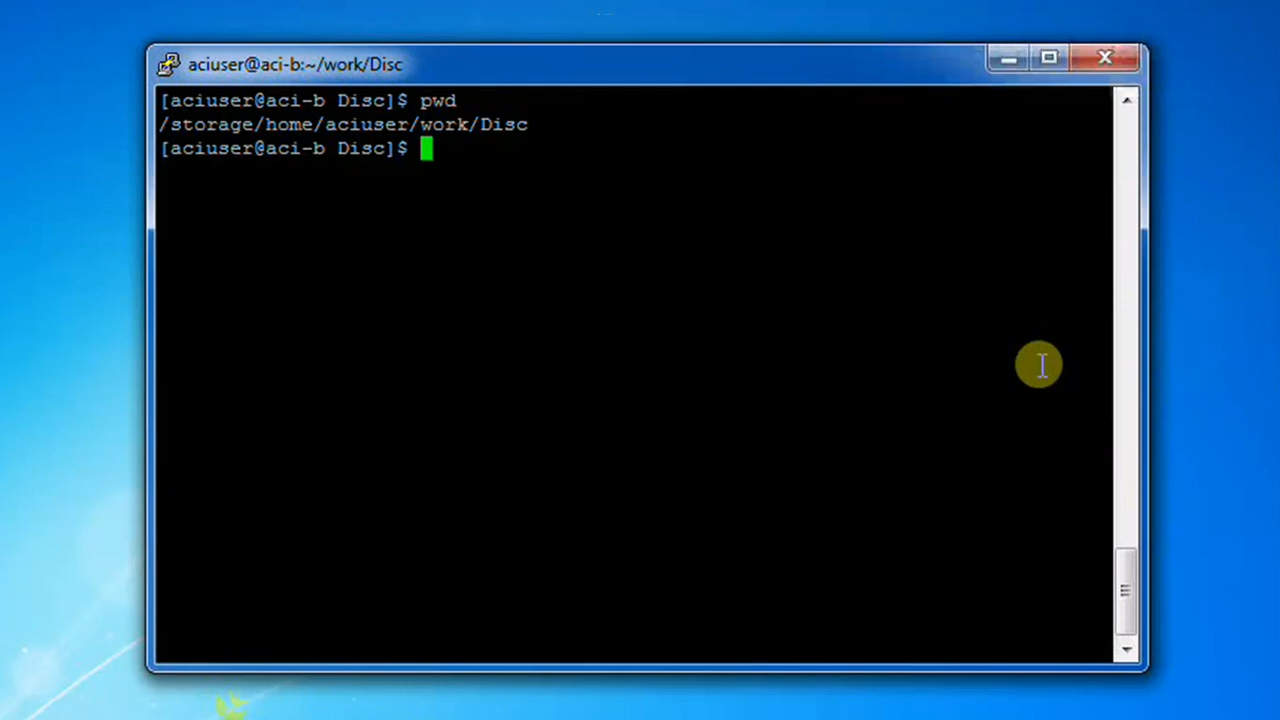 aciuser@aci-b:~/work/Disc
[aciuser@aci-b Disc]$ pwd
/storage/home/aciuser/work/Disc
[aciuser@aci-b Disc]$